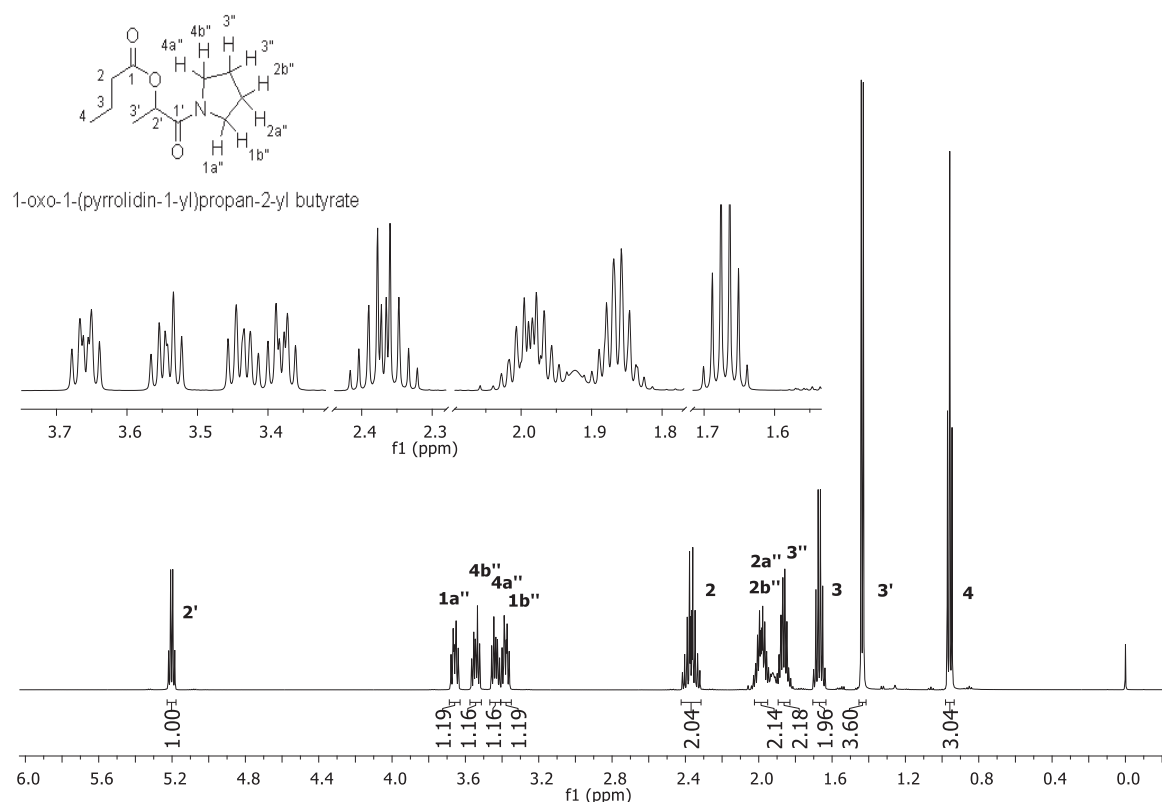 3"
4b"
4a" H H H 3"
O H H
2 H 2b"
1 O
3 3' 1' N H
4 2' H H 2a"
O H 1b"
1a"
1-oxo-1-(pyrrolidin-1-yl)propan-2-yl butyrate
3.7 3.6 3.5 3.4 2.4 2.3 2.0 1.9 1.8 1.7 1.6
f1 (ppm)
2'
1a''
4b''
4a''
1b''
2
2a''
2b''
3''
3
3'
4
1.00
1.19
1.16
1.16
1.19
2.04
2.14
2.18
1.96
3.60
3.04
6.0 5.6 5.2 4.8 4.4 4.0 3.6 3.2 2.8 2.4 2.0 1.6 1.2 0.8 0.4 0.0
f1 (ppm)